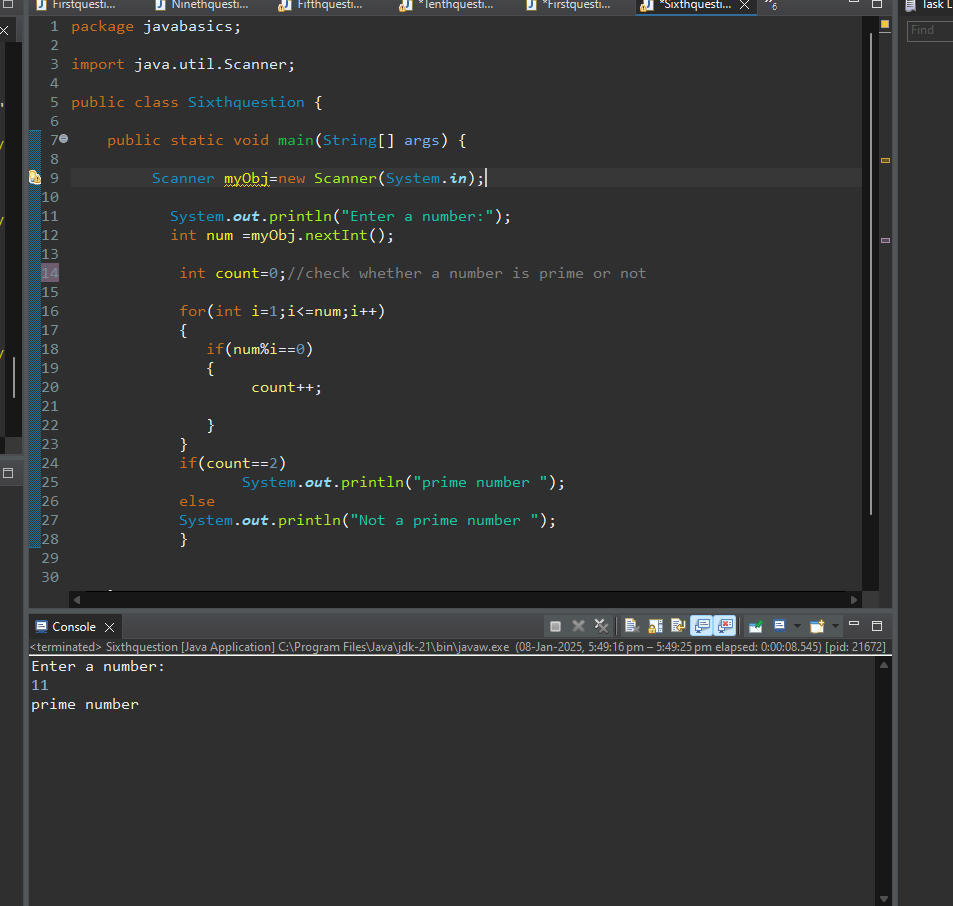 Firstquesti... Ninethquesti... Fifthquesti... *Tenthquesti... *Firstquesti... *Sixthquesti... 6 Task L
Find
1 package javabasics;
2
3 import java.util.Scanner;
4
5 public class Sixthquestion {
6
7 public static void main(String[] args) {
8
9 Scanner myObj=new Scanner(System.in);
10
11 System.out.println("Enter a number:");
12 int num =myObj.nextInt();
13
14 int count=0;//check whether a number is prime or not
15
16 for(int i=1;i<=num;i++)
17 {
18 if(num%i==0)
19 {
20 count++;
21
22 }
23 }
24 if(count==2)
25 System.out.println("prime number ");
26 else
27 System.out.println("Not a prime number ");
28 }
29
30
Console
<terminated> Sixthquestion [Java Application] C:\Program Files\Java\jdk-21\bin\javaw.exe (08-Jan-2025, 5:49:16 pm – 5:49:25 pm elapsed: 0:00:08.545) [pid: 21672]
Enter a number:
11
prime number